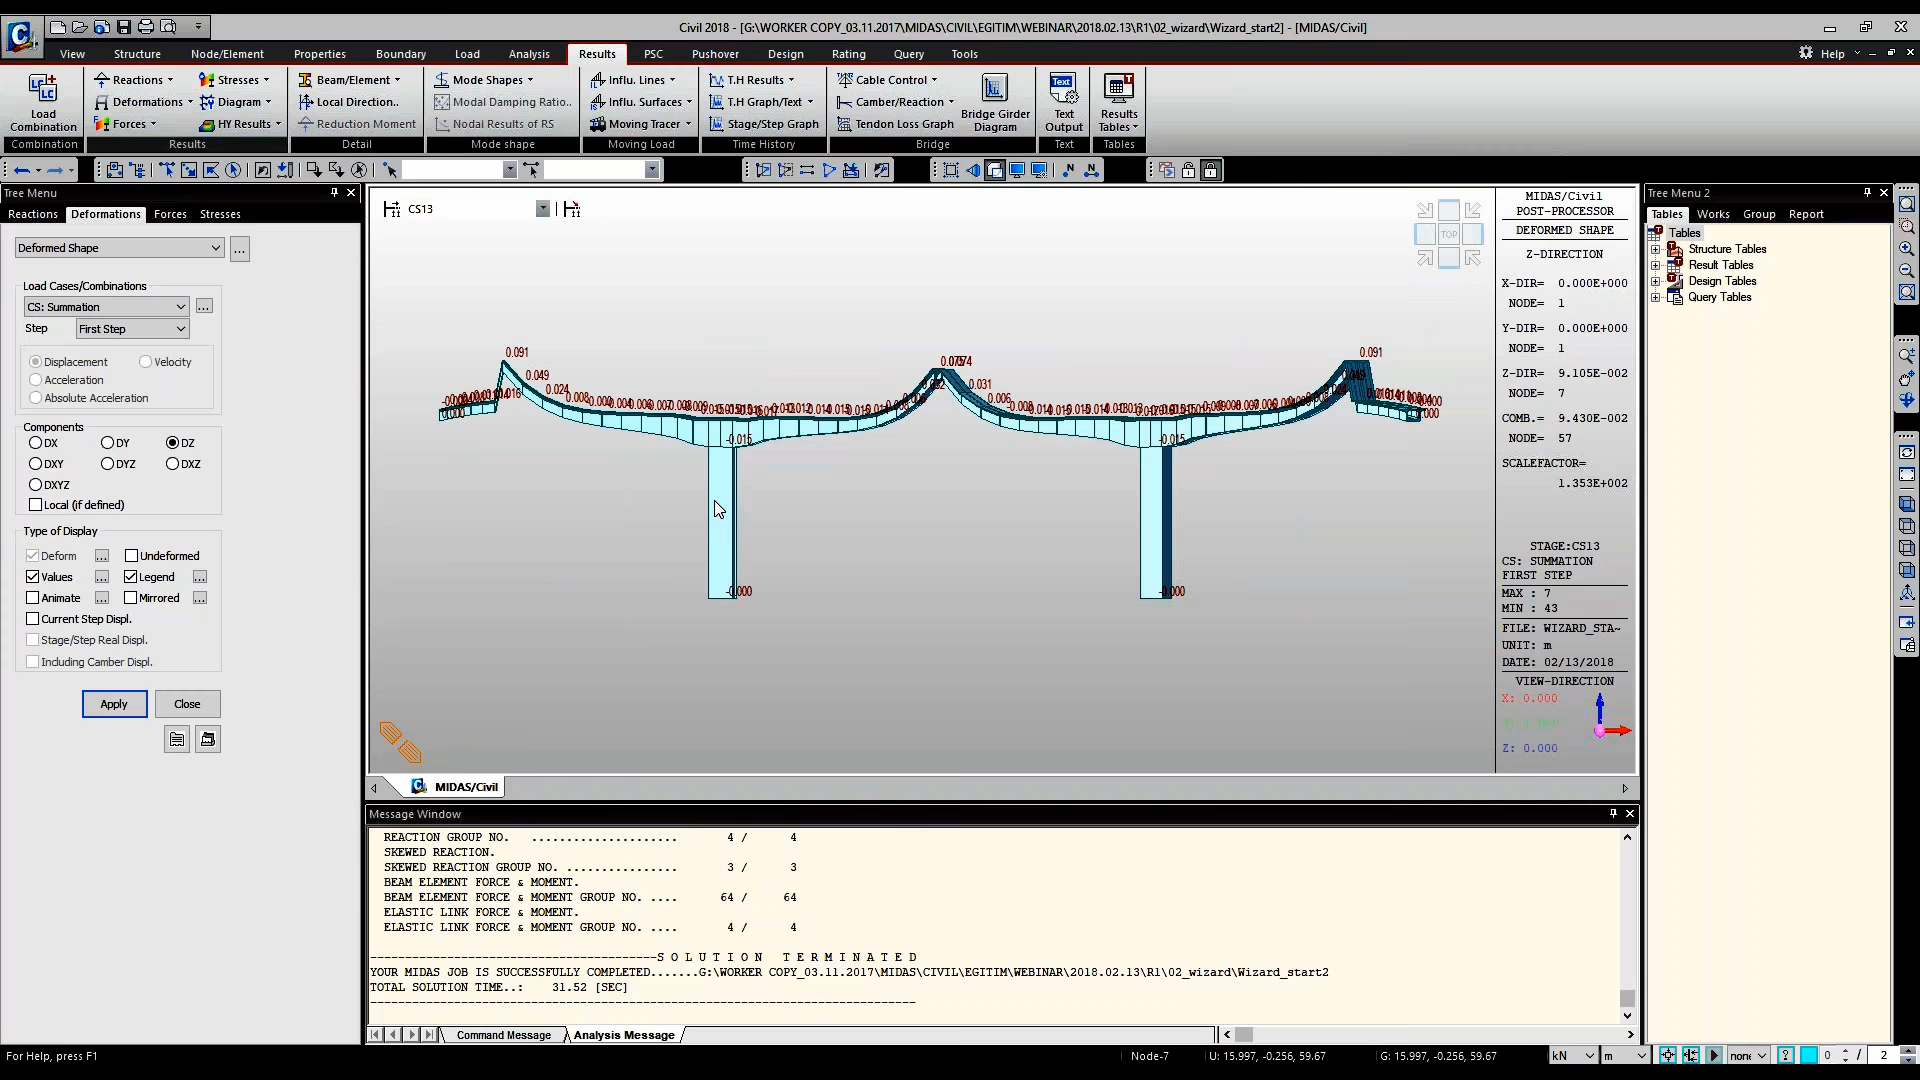 Civil 2018 - [G:\WORKER COPY_03.11.2017\MIDAS\CIVIL\EGITIM\WEBINAR\2018.02.13\R1\02_wizard\Wizard_start2] - [MIDAS/Civil]
View Structure Node/Element Properties Boundary Load Analysis Results PSC Pushover Design Rating Query Tools Help
Reactions Stresses Beam/Element Mode Shapes Influ. Lines T.H Results Cable Control
Deformations Diagram Local Direction.. Modal Damping Ratio.. Influ. Surfaces T.H Graph/Text Camber/Reaction
Forces HY Results Reduction Moment Nodal Results of RS Moving Tracer Stage/Step Graph Tendon Loss Graph
Load Combination
Bridge Girder Diagram
Text Output
Results Tables
Combination Results Detail Mode shape Moving Load Time History Bridge Text Tables
Tree Menu
Reactions Deformations Forces Stresses
Deformed Shape ...
Load Cases/Combinations
CS: Summation ...
Step First Step
Displacement Velocity
Acceleration
Absolute Acceleration
Components
DX DY DZ
DXY DYZ DXZ
DXYZ
Local (if defined)
Type of Display
Deform ... Undeformed
Values ... Legend ...
Animate ... Mirrored ...
Current Step Displ.
Stage/Step Real Displ.
Including Camber Displ.
Apply Close
CS13
TOP
0.091
0.049
0.024
0.031
0.006
0.091
-0.015
-0.015
-0.000
-0.000
MIDAS/Civil
POST-PROCESSOR
DEFORMED SHAPE
Z-DIRECTION
X-DIR= 0.000E+000
NODE= 1
Y-DIR= 0.000E+000
NODE= 1
Z-DIR= 9.105E-002
NODE= 7
COMB.= 9.430E-002
NODE= 57
SCALEFACTOR=
1.353E+002
STAGE:CS13
CS: SUMMATION
FIRST STEP
MAX : 7
MIN : 43
FILE: WIZARD_STA~
UNIT: m
DATE: 02/13/2018
VIEW-DIRECTION
X: 0.000
Z: 0.000
MIDAS/Civil
Tree Menu 2
Tables Works Group Report
Tables
Structure Tables
Result Tables
Design Tables
Query Tables
Message Window
REACTION GROUP NO. ..................... 4 / 4
SKEWED REACTION.
SKEWED REACTION GROUP NO. ................ 3 / 3
BEAM ELEMENT FORCE & MOMENT.
BEAM ELEMENT FORCE & MOMENT GROUP NO. .... 64 / 64
ELASTIC LINK FORCE & MOMENT.
ELASTIC LINK FORCE & MOMENT GROUP NO. .... 4 / 4
S O L U T I O N T E R M I N A T E D
YOUR MIDAS JOB IS SUCCESSFULLY COMPLETED.......G:\WORKER COPY_03.11.2017\MIDAS\CIVIL\EGITIM\WEBINAR\2018.02.13\R1\02_wizard\Wizard_start2
TOTAL SOLUTION TIME..: 31.52 [SEC]
Command Message Analysis Message
For Help, press F1
Node-7 U: 15.997, -0.256, 59.67 G: 15.997, -0.256, 59.67 kN m none ? 0 / 2